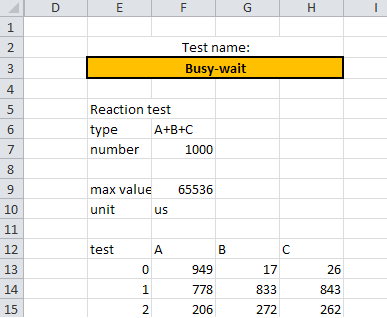 D E F G H I
1
2 Test name:
3 Busy-wait
4
5 Reaction test
6 type A+B+C
7 number 1000
8
9 max value 65536
10 unit us
11
12 test A B C
13 0 949 17 26
14 1 778 833 843
15 2 206 272 262